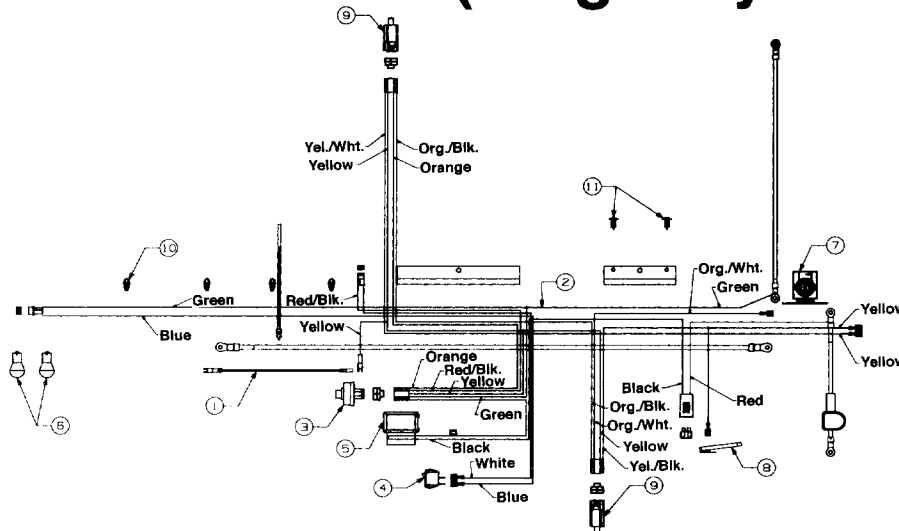 9
Yel./Wht.
Org./Blk.
Yellow
Orange
11
10
Org./Wht.
7
Green
2
Green
Red/Blk.
Blue
Yellow
Yellow
Yellow
Orange
Red/Blk.
Yellow
Black
Red
1
6
3
Green
Org./Blk.
5
Org./Wht.
Black
Yellow
White
Yel./Blk.
8
4
Blue
9